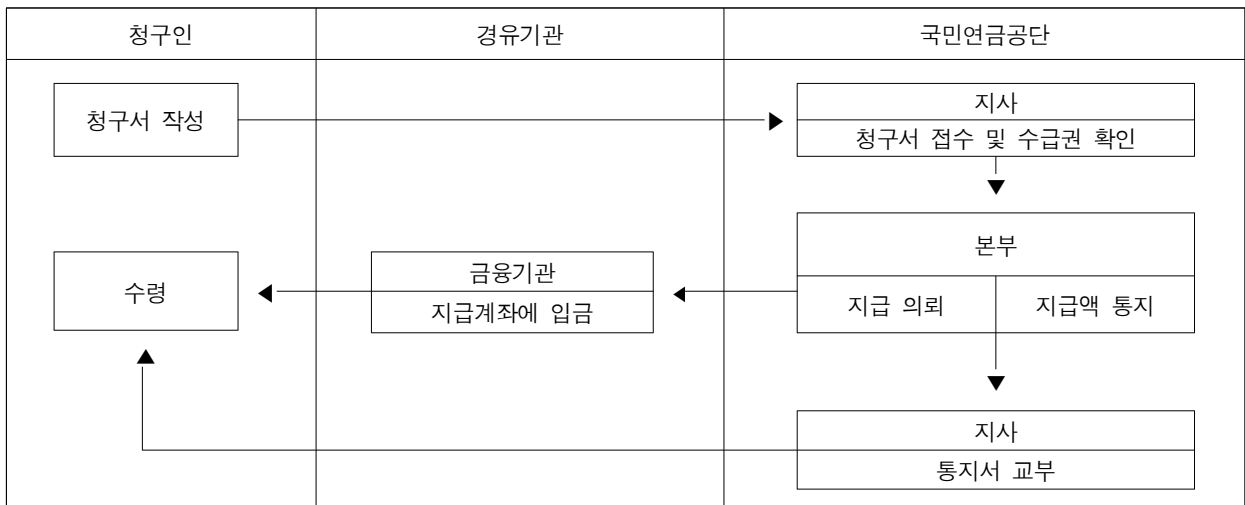 청구인
경유기관
국민연금공단
청구서 작성
지사
청구서 접수 및 수급권 확인
본부
지급 의뢰
지급액 통지
금융기관
지급계좌에 입금
수령
지사
통지서 교부